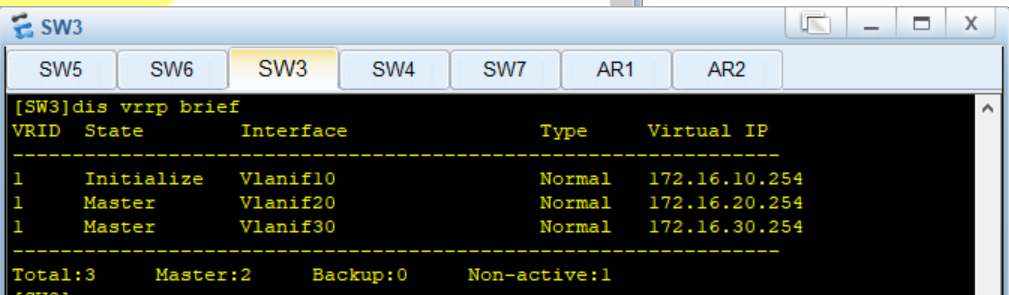 SW3
SW5 SW6 SW3 SW4 SW7 AR1 AR2
[SW3]dis vrrp brief
VRID State Interface Type Virtual IP
----------------------------------------------------------------
1 Initialize Vlanif10 Normal 172.16.10.254
1 Master Vlanif20 Normal 172.16.20.254
1 Master Vlanif30 Normal 172.16.30.254
----------------------------------------------------------------
Total:3 Master:2 Backup:0 Non-active:1